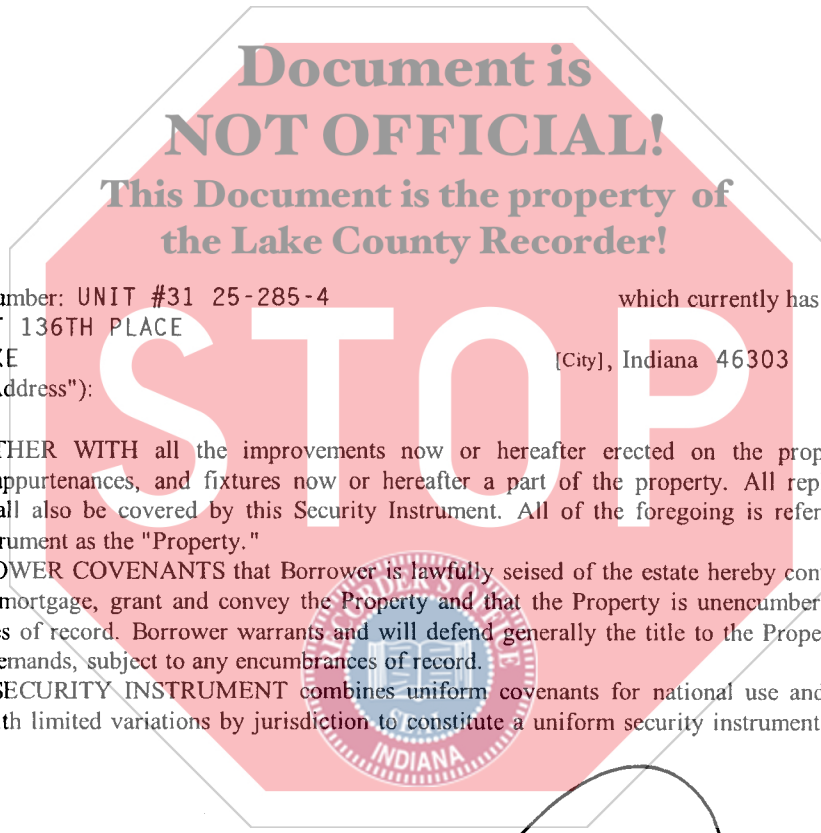 Document is
NOT OFFICIAL!
This Document is the property of
the Lake County Recorder!
umber: UNIT #31 25-285-4 which currently has
T 136TH PLACE
KE [City], Indiana 46303
Address"):
STOP
THER WITH all the improvements now or hereafter erected on the prop
appurtenances, and fixtures now or hereafter a part of the property. All rep
all also be covered by this Security Instrument. All of the foregoing is refer
rument as the "Property."
OWER COVENANTS that Borrower is lawfully seised of the estate hereby con
mortgage, grant and convey the Property and that the Property is unencumber
es of record. Borrower warrants and will defend generally the title to the Prope
emands, subject to any encumbrances of record.
SECURITY INSTRUMENT combines uniform covenants for national use and
th limited variations by jurisdiction to constitute a uniform security instrument
RECORDER'S OFFICE
SEAL
INDIANA